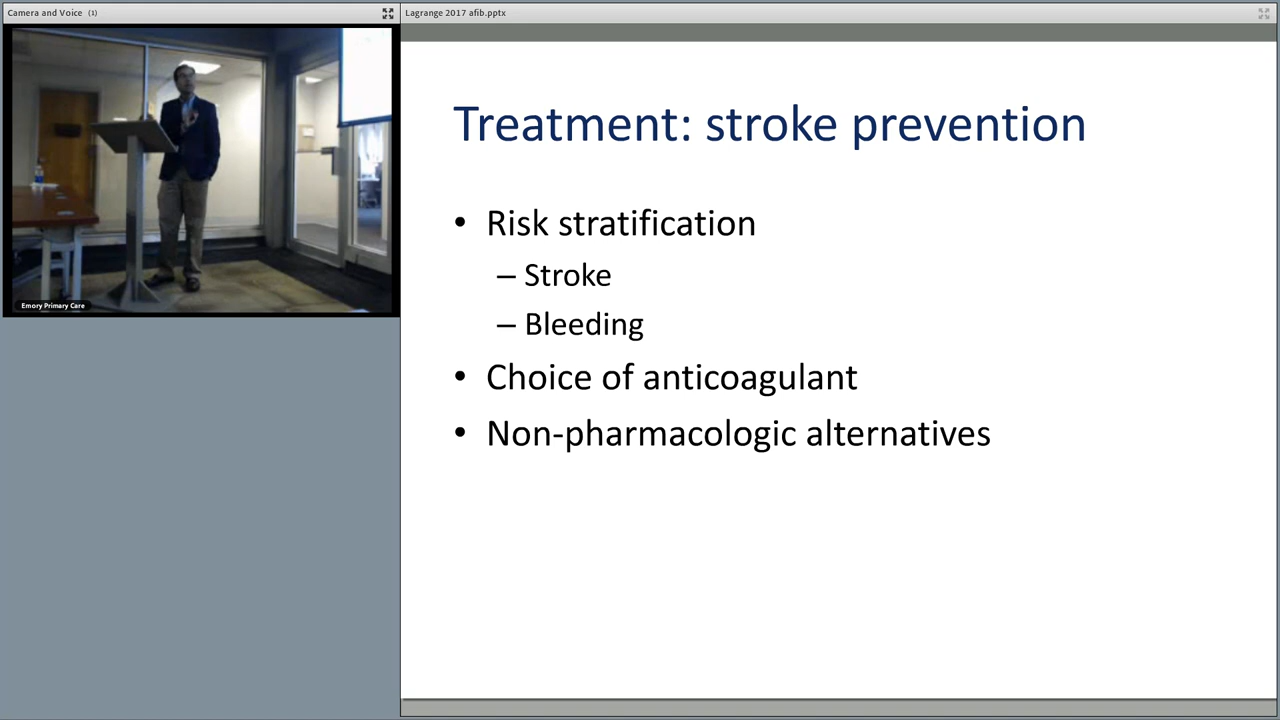 Camera and Voice (1)
Lagrange 2017 afib.pptx
Emory Primary Care
Treatment: stroke prevention
• Risk stratification
– Stroke
– Bleeding
• Choice of anticoagulant
• Non-pharmacologic alternatives